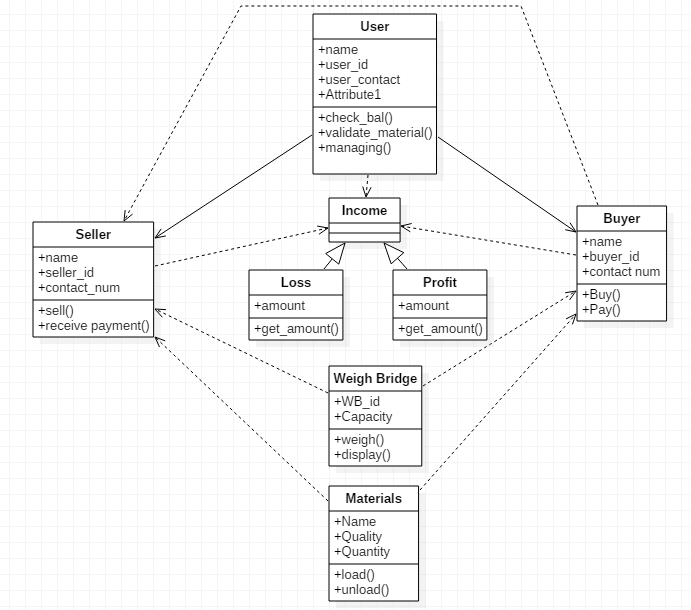 User
+name
+user_id
+user_contact
+Attribute1
+check_bal()
+validate_material()
+managing()
Income
Seller
+name
+seller_id
+contact_num
+sell()
+receive payment()
Buyer
+name
+buyer_id
+contact num
+Buy()
+Pay()
Loss
+amount
+get_amount()
Profit
+amount
+get_amount()
Weigh Bridge
+WB_id
+Capacity
+weigh()
+display()
Materials
+Name
+Quality
+Quantity
+load()
+unload()